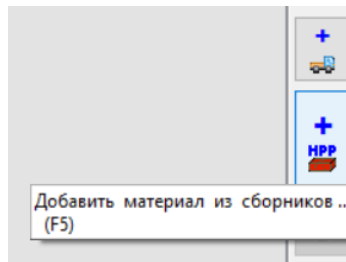 +
+
НРР
Добавить материал из сборников ..
(F5)